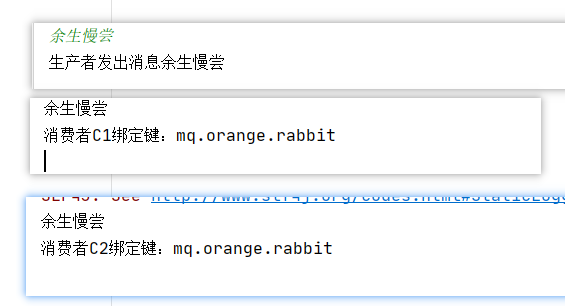 余生慢尝
生产者发出消息余生慢尝
余生慢尝
消费者C1绑定键：mq.orange.rabbit
SLF4J: See http://www.slf4j.org/codes.html#StaticLogg
余生慢尝
消费者C2绑定键：mq.orange.rabbit